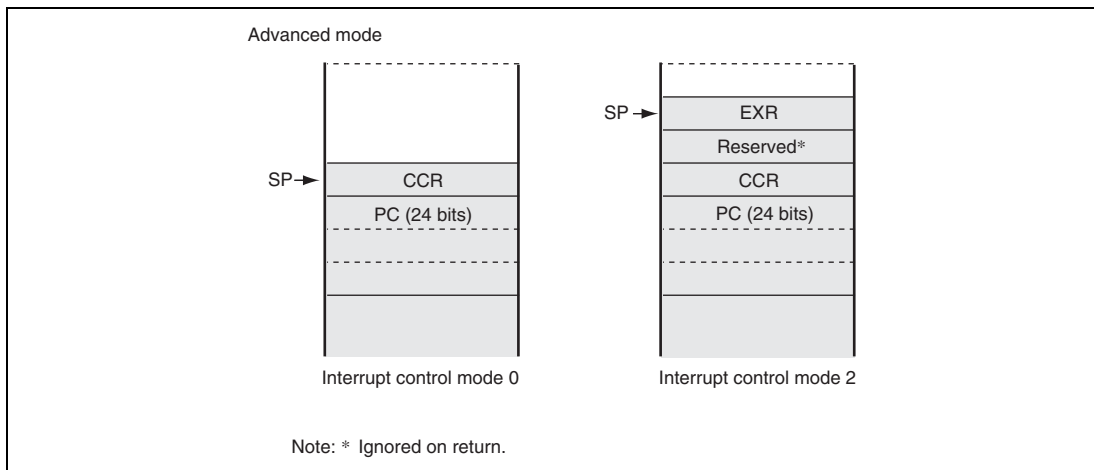 Advanced mode
SP
CCR
PC (24 bits)
Interrupt control mode 0
SP
EXR
Reserved*
CCR
PC (24 bits)
Interrupt control mode 2
Note: * Ignored on return.